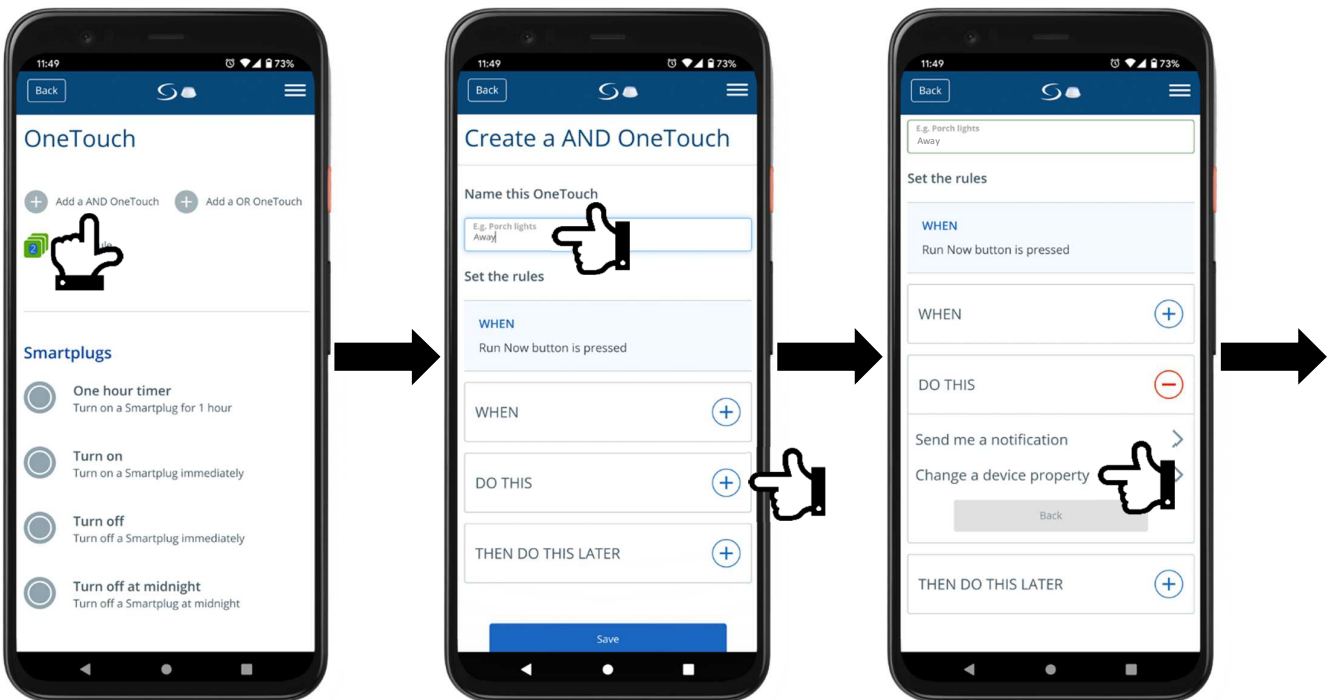 11:49
73%
Back
OneTouch
Add a AND OneTouch
Add a OR OneTouch
2
Smartplugs
One hour timer
Turn on a Smartplug for 1 hour
Turn on
Turn on a Smartplug immediately
Turn off
Turn off a Smartplug immediately
Turn off at midnight
Turn off a Smartplug at midnight
11:49
73%
Back
Create a AND OneTouch
Name this OneTouch
E.g. Porch lights
Away
Set the rules
WHEN
Run Now button is pressed
WHEN
DO THIS
THEN DO THIS LATER
Save
11:49
73%
Back
E.g. Porch lights
Away
Set the rules
WHEN
Run Now button is pressed
WHEN
DO THIS
Send me a notification
Change a device property
Back
THEN DO THIS LATER